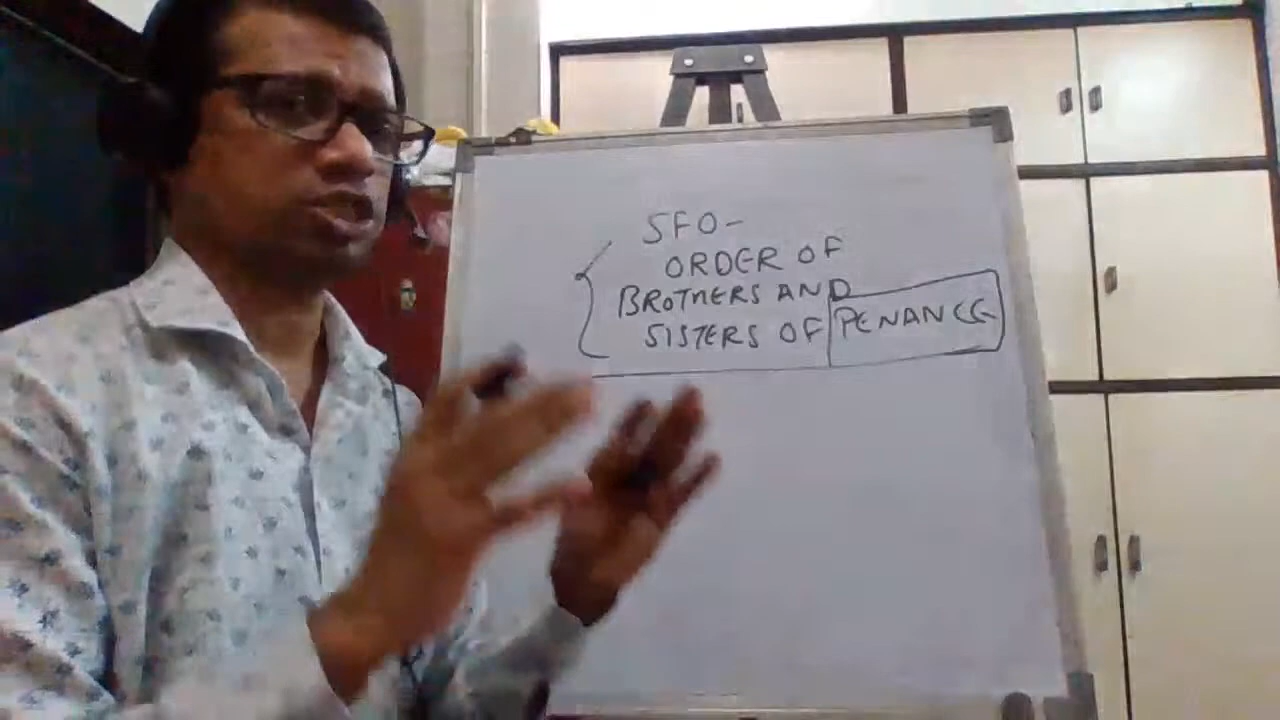 SFO-
ORDER OF
BROTHERS AND
SISTERS OF PENANCE